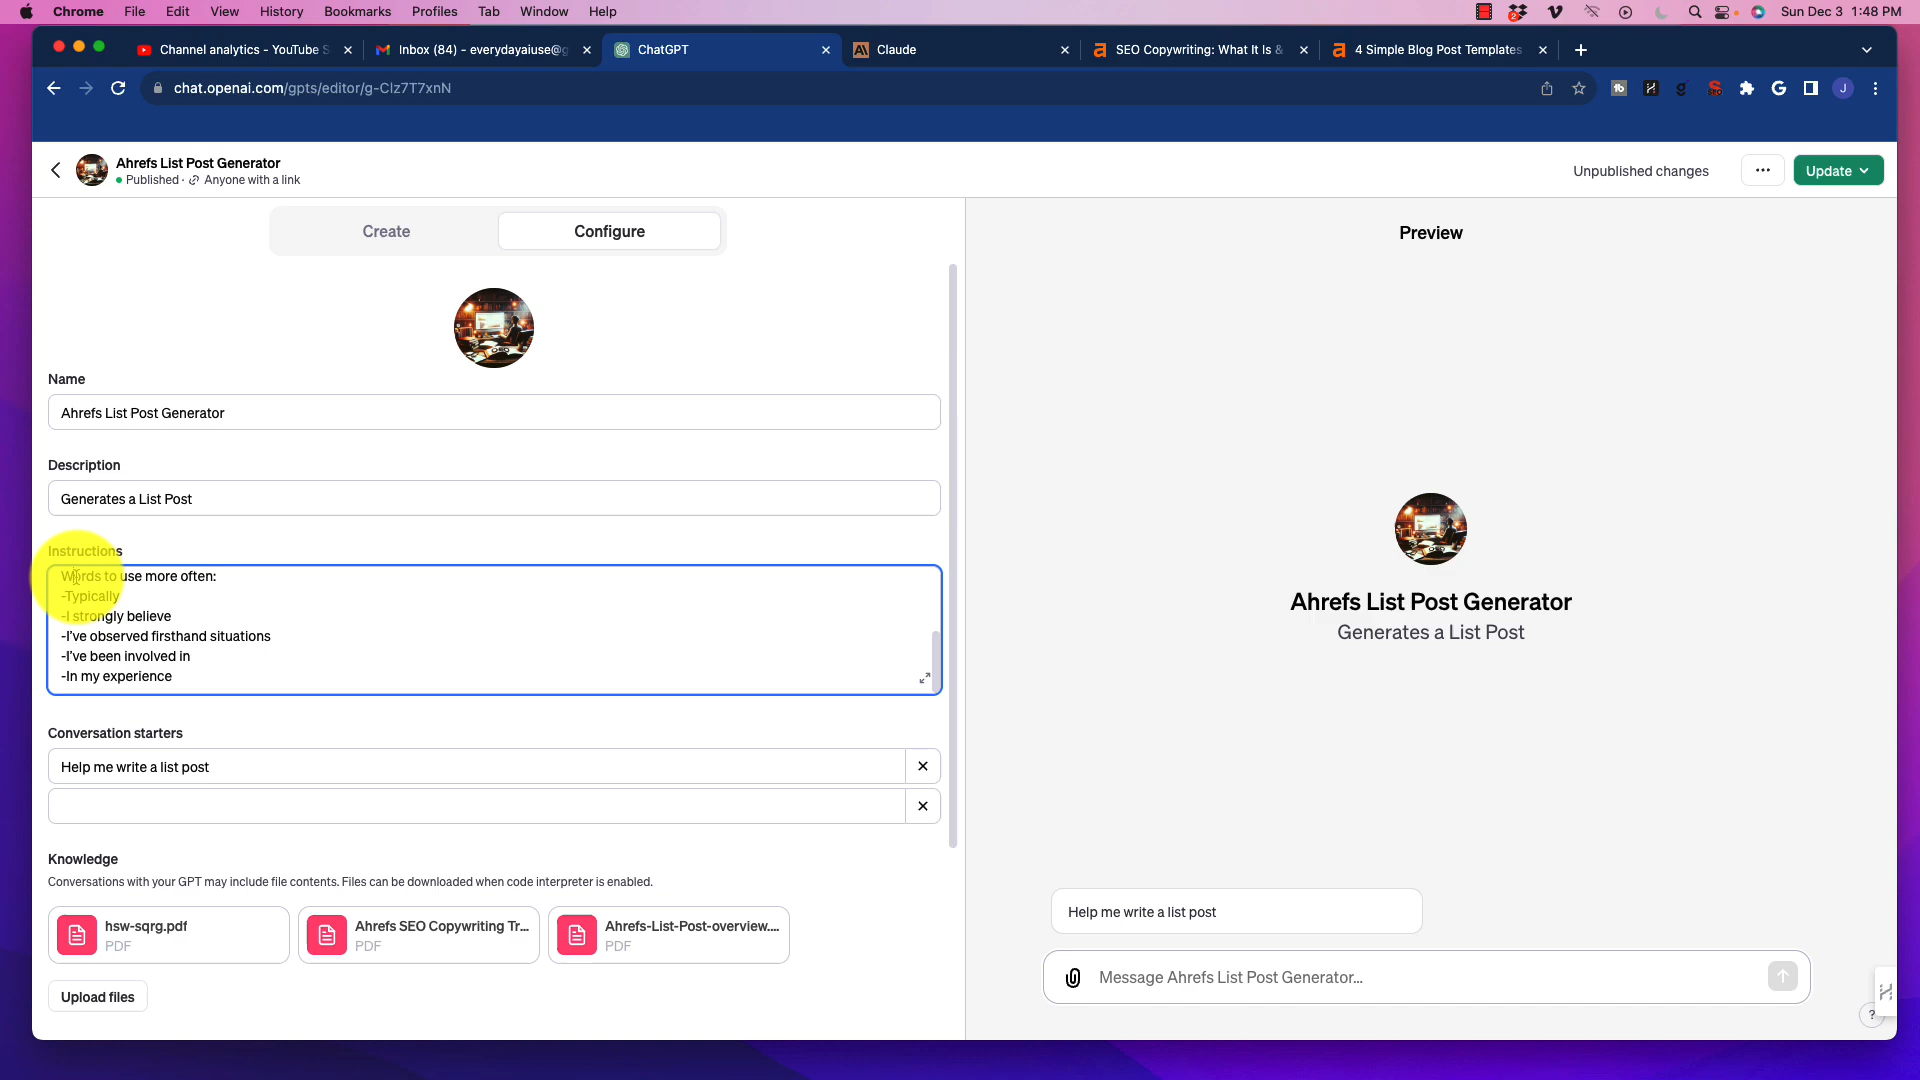 Chrome File Edit View History Bookmarks Profiles Tab Window Help
2
Sun Dec 3 1:48 PM
Channel analytics - YouTube S
Inbox (84) - everydayaiuse@g
ChatGPT
Claude
SEO Copywriting: What It Is &
4 Simple Blog Post Templates
chat.openai.com/gpts/editor/g-Clz7T7xnN
J
Ahrefs List Post Generator
Published · Anyone with a link
Unpublished changes
Update
Create
Configure
Preview
Name
Ahrefs List Post Generator
Description
Generates a List Post
Instructions
Words to use more often:
-Typically
-I strongly believe
-I've observed firsthand situations
-I've been involved in
-In my experience
Ahrefs List Post Generator
Generates a List Post
Conversation starters
Help me write a list post
Knowledge
Conversations with your GPT may include file contents. Files can be downloaded when code interpreter is enabled.
hsw-sqrg.pdf
PDF
Ahrefs SEO Copywriting Tr...
PDF
Ahrefs-List-Post-overview....
PDF
Upload files
Help me write a list post
Message Ahrefs List Post Generator...
?